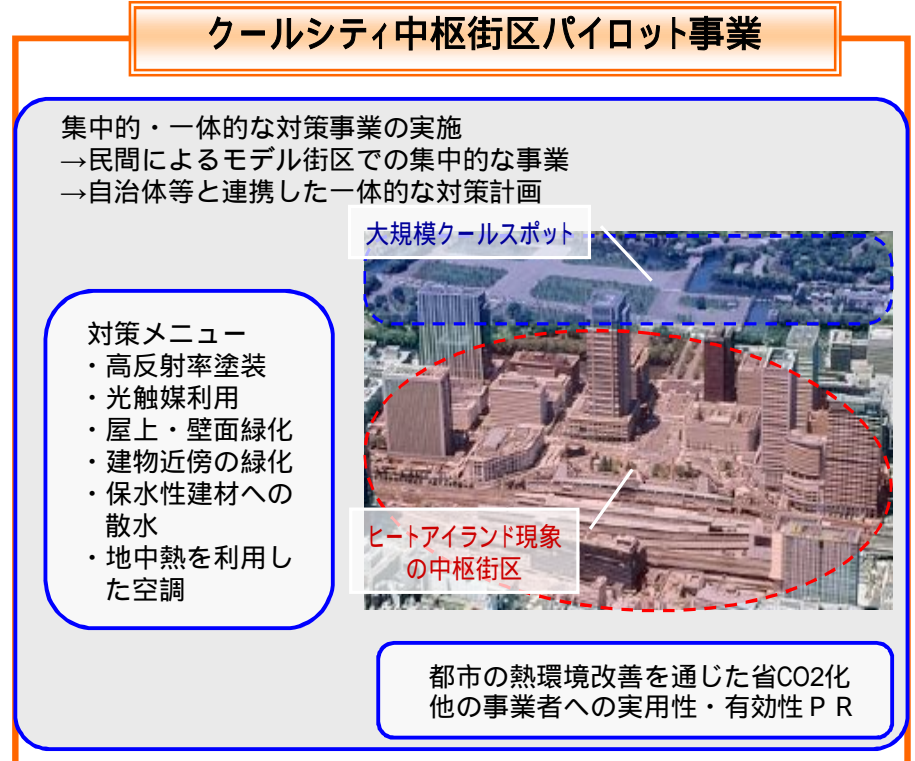 クールシティ中枢街区パイロット事業
集中的・一体的な対策事業の実施
→民間によるモデル街区での集中的な事業
→自治体等と連携した一体的な対策計画
大規模クールスポット
対策メニュー
・高反射率塗装
・光触媒利用
・屋上・壁面緑化
・建物近傍の緑化
・保水性建材への
散水
・地中熱を利用し
た空調
ヒートアイランド現象
の中枢街区
都市の熱環境改善を通じた省CO2化
他の事業者への実用性・有効性ＰＲ